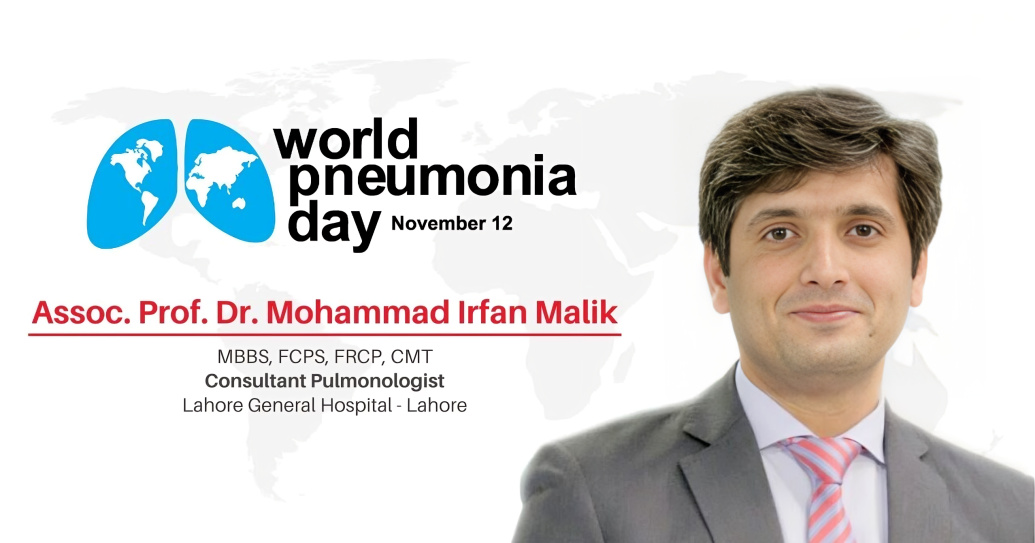 world
pneumonia
day November 12
Assoc. Prof. Dr. Mohammad Irfan Malik
MBBS, FCPS, FRCP, CMT
Consultant Pulmonologist
Lahore General Hospital - Lahore